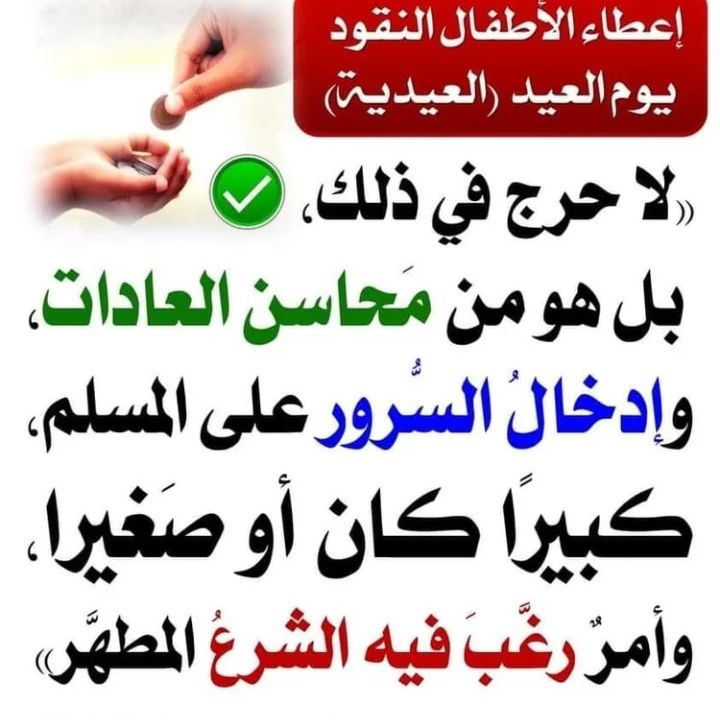 إعطاء الأطفال النقود
يوم العيد (العيدية)
((لا حرج في ذلك،
بل هو من مَحاسن العادات،
وإدخالُ السُّرور على المسلم،
كبيرًا كان أو صَغيرا،
وأمرٌ رغَّبَ فيه الشرعُ المطهَّر))